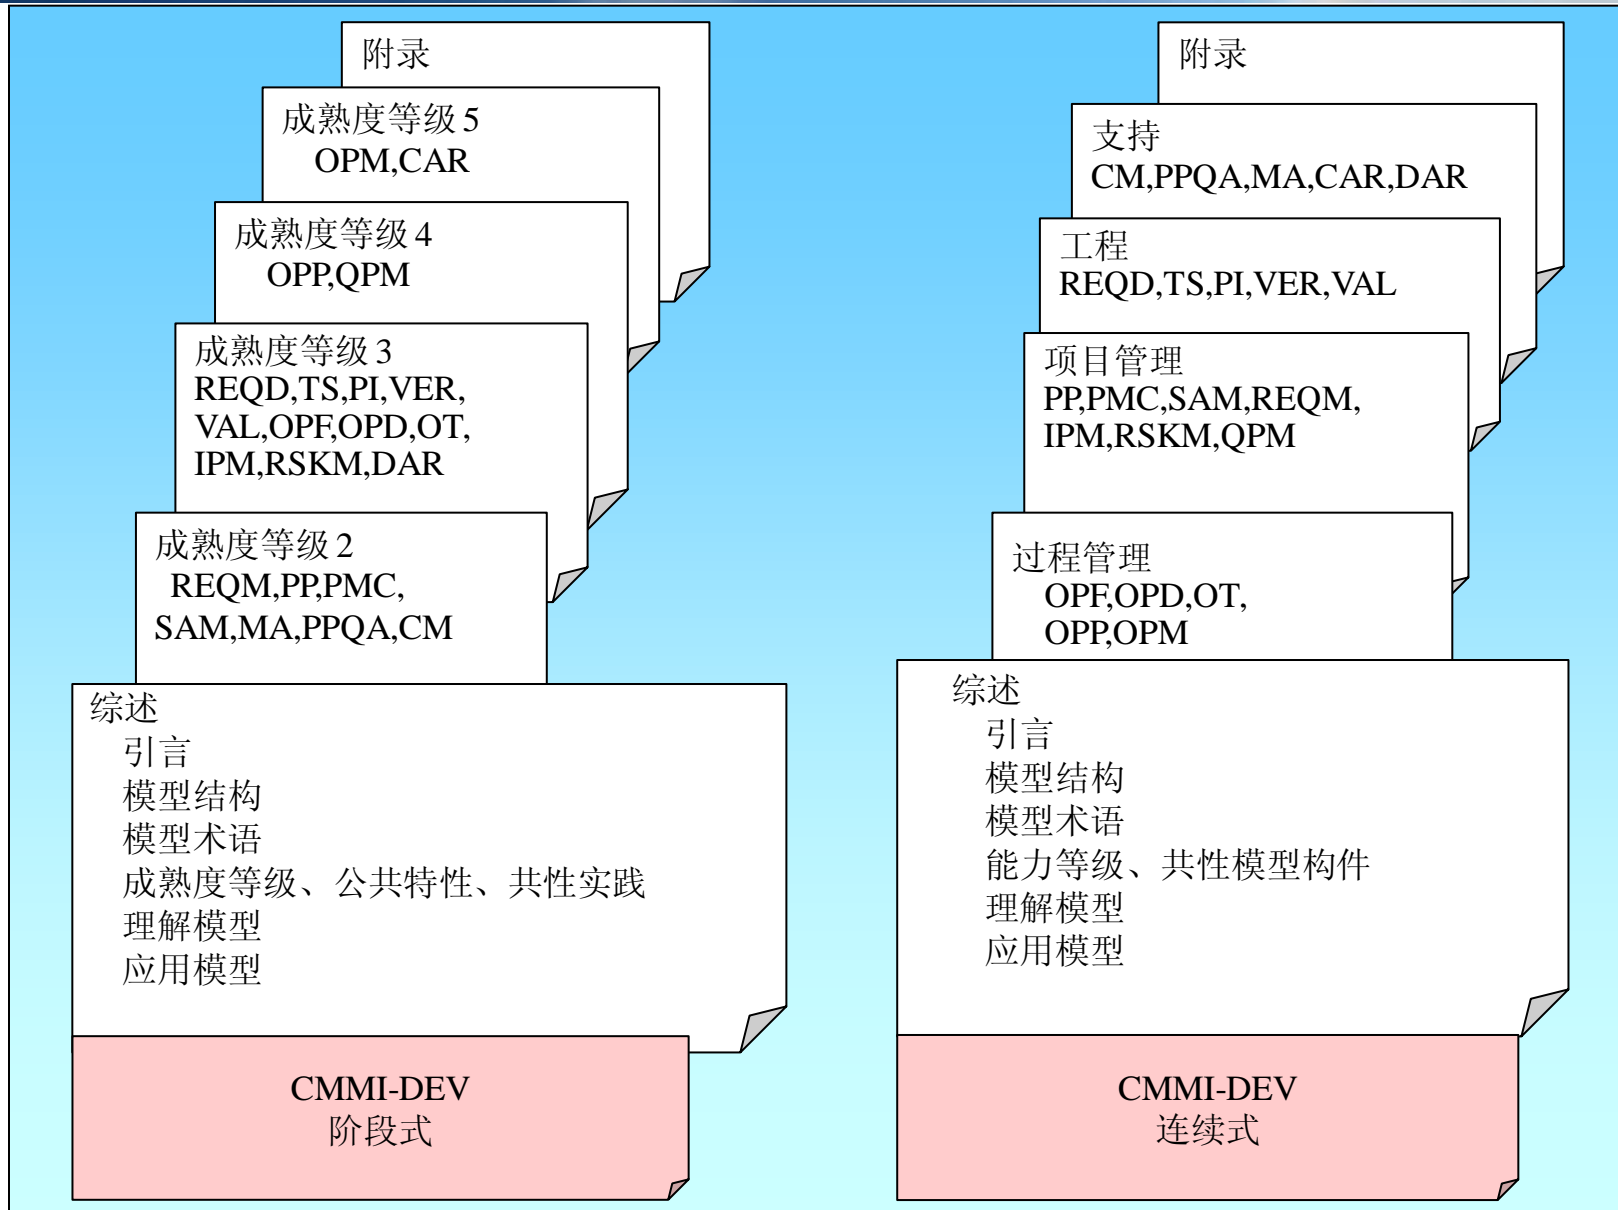 附录
成熟度等级5
OPM,CAR
成熟度等级4
OPP,QPM
成熟度等级3
REQD,TS,PI,VER,
VAL,OPF,OPD,OT,
IPM,RSKM,DAR
成熟度等级2
REQM,PP,PMC,
SAM,MA,PPQA,CM
综述
引言
模型结构
模型术语
成熟度等级、公共特性、共性实践
理解模型
应用模型
CMMI-DEV
阶段式
附录
支持
CM,PPQA,MA,CAR,DAR
工程
REQD,TS,PI,VER,VAL
项目管理
PP,PMC,SAM,REQM,
IPM,RSKM,QPM
过程管理
OPF,OPD,OT,
OPP,OPM
综述
引言
模型结构
模型术语
能力等级、共性模型构件
理解模型
应用模型
CMMI-DEV
连续式